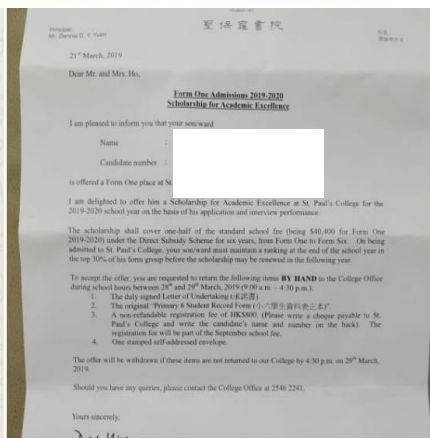 聖保羅書院
Principal:
Mr. Dennis D. Y. Yuen
21st March, 2019
Dear Mr. and Mrs. Ho,
Form One Admissions 2019-2020
Scholarship for Academic Excellence
I am pleased to inform you that your son/ward
Name :
Candidate number :
is offered a Form One place at St.
I am delighted to offer him a Scholarship for Academic Excellence at St. Paul's College for the
2019-2020 school year on the basis of his application and interview performance.
The scholarship shall cover one-half of the standard school fee (being $40,400 for Form One
2019-2020) under the Direct Subsidy Scheme for six years, from Form One to Form Six. On being
admitted to St. Paul's College, your son/ward must maintain a ranking at the end of the school year in
the top 30% of his form group before the scholarship may be renewed in the following year.
To accept the offer, you are requested to return the following items BY HAND to the College Office
during school hours between 28th and 29th March, 2019 (9:00 a.m. – 4:30 p.m.):
1. The duly signed Letter of Undertaking (承諾書)
2. The original "Primary 6 Student Record Form (小六學生資料表正本)".
3. A non-refundable registration fee of HK$800. (Please write a cheque payable to St.
Paul's College and write the candidate's name and number on the back). The
registration fee will be part of the September school fee.
4. One stamped self-addressed envelope.
The offer will be withdrawn if these items are not returned to our College by 4:30 p.m. on 29th March,
2019.
Should you have any queries, please contact the College Office at 2546 2241.
Yours sincerely,